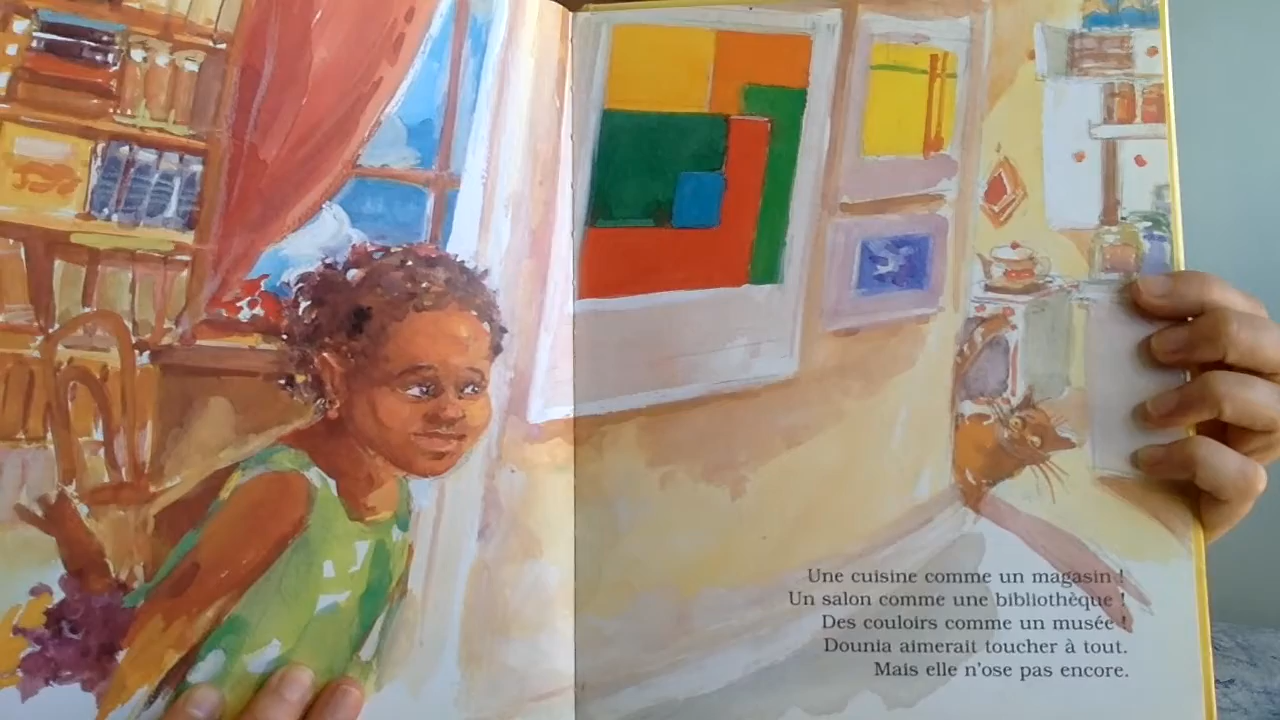 Une cuisine comme un magasin !
Un salon comme une bibliothèque !
Des couloirs comme un musée !
Dounia aimerait toucher à tout.
Mais elle n'ose pas encore.